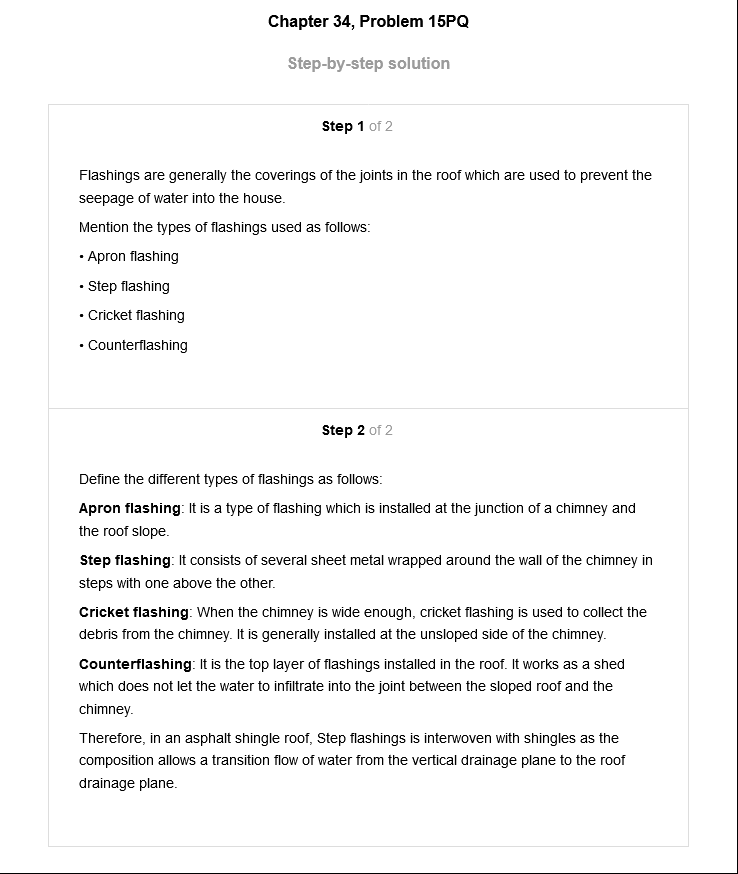 Chapter 34, Problem 15PQ
Step-by-step solution
Step 1 of 2
Flashings are generally the coverings of the joints in the roof which are used to prevent the
seepage of water into the house.
Mention the types of flashings used as follows:
• Apron flashing
• Step flashing
• Cricket flashing
• Counterflashing
Step 2 of 2
Define the different types of flashings as follows:
Apron flashing: It is a type of flashing which is installed at the junction of a chimney and
the roof slope.
Step flashing: It consists of several sheet metal wrapped around the wall of the chimney in
steps with one above the other.
Cricket flashing: When the chimney is wide enough, cricket flashing is used to collect the
debris from the chimney. It is generally installed at the unsloped side of the chimney.
Counterflashing: It is the top layer of flashings installed in the roof. It works as a shed
which does not let the water to infiltrate into the joint between the sloped roof and the
chimney.
Therefore, in an asphalt shingle roof, Step flashings is interwoven with shingles as the
composition allows a transition flow of water from the vertical drainage plane to the roof
drainage plane.